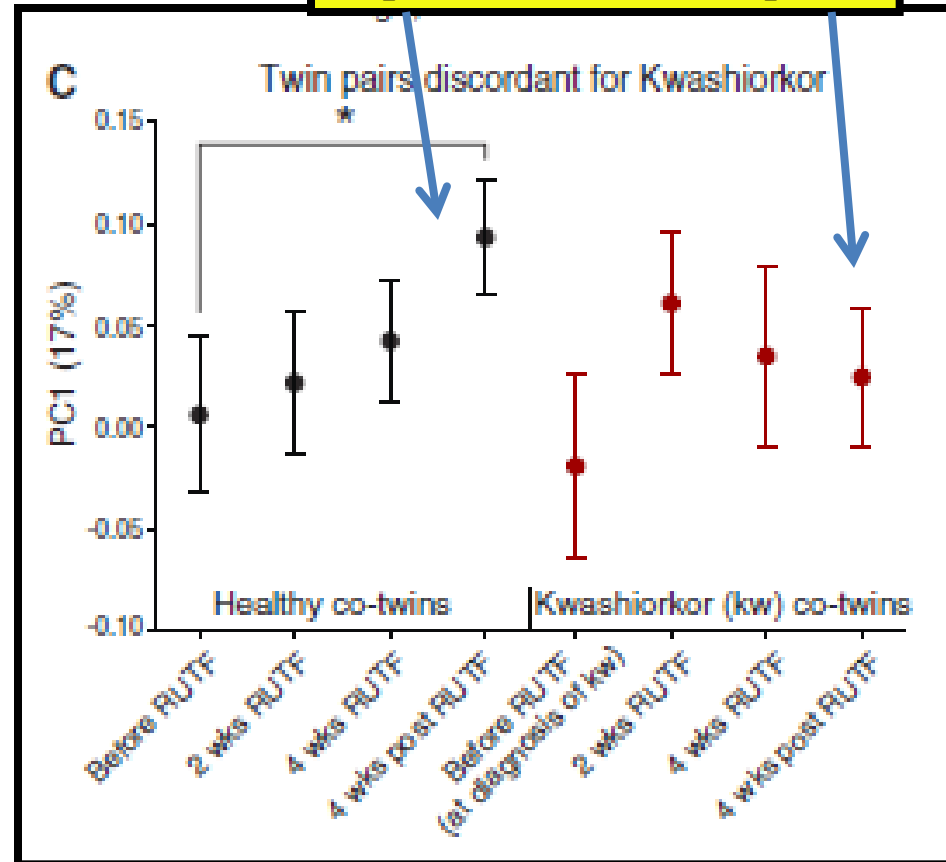 C
Twin pairs discordant for Kwashiorkor
*
0.15
0.10
0.05
0.00
-0.05
-0.10
PC1 (17%)
Healthy co-twins
Kwashiorkor (kw) co-twins
Before RUTF
2 wks RUTF
4 wks RUTF
4 wks post RUTF
Before RUTF
(at diagnosis of kw)
2 wks RUTF
4 wks RUTF
4 wks post RUTF